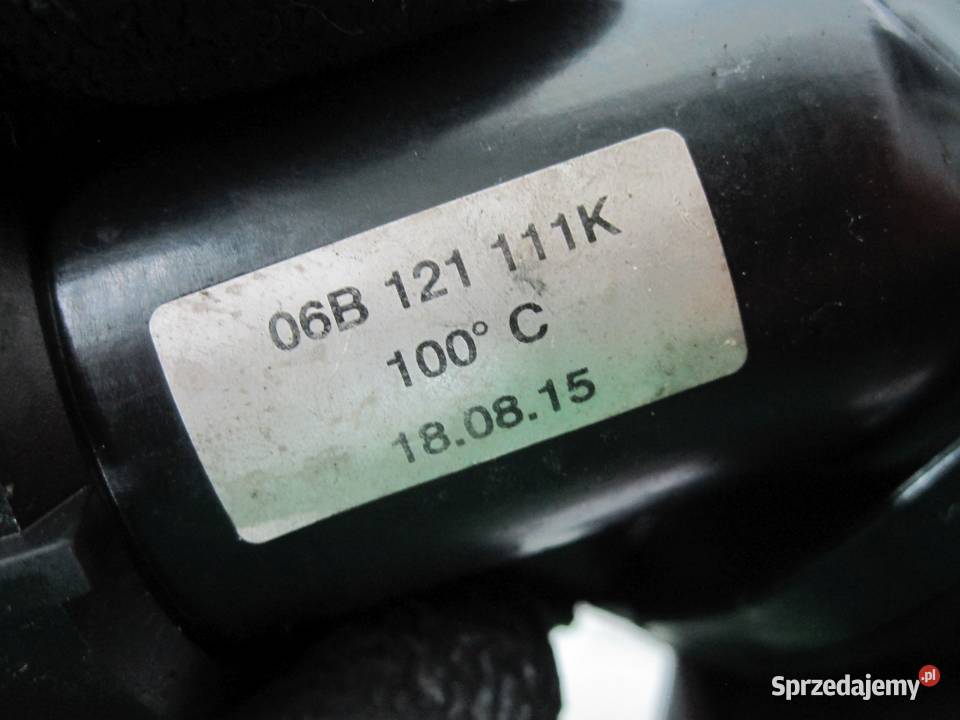 06B 121 111K
100° C
18.08.15
Sprzedajemy.pl